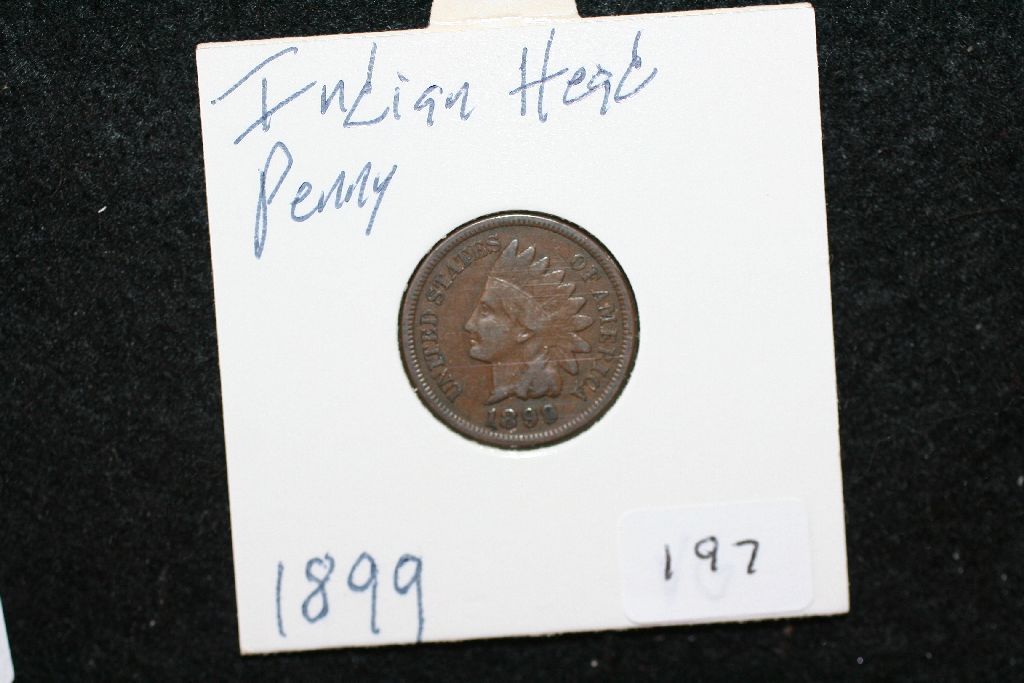 Indian Head
Penny
UNITED STATES OF AMERICA
1899
1899
197